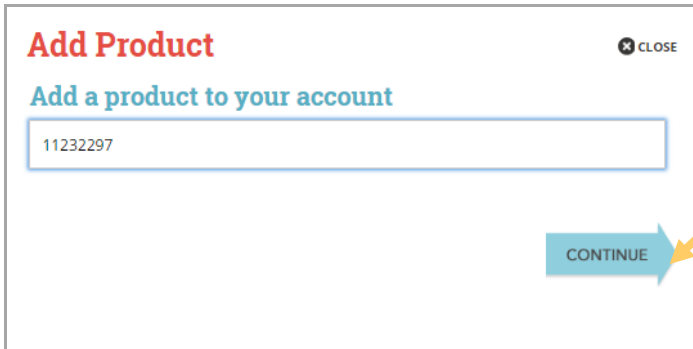 Add Product
CLOSE
Add a product to your account
11232297
CONTINUE